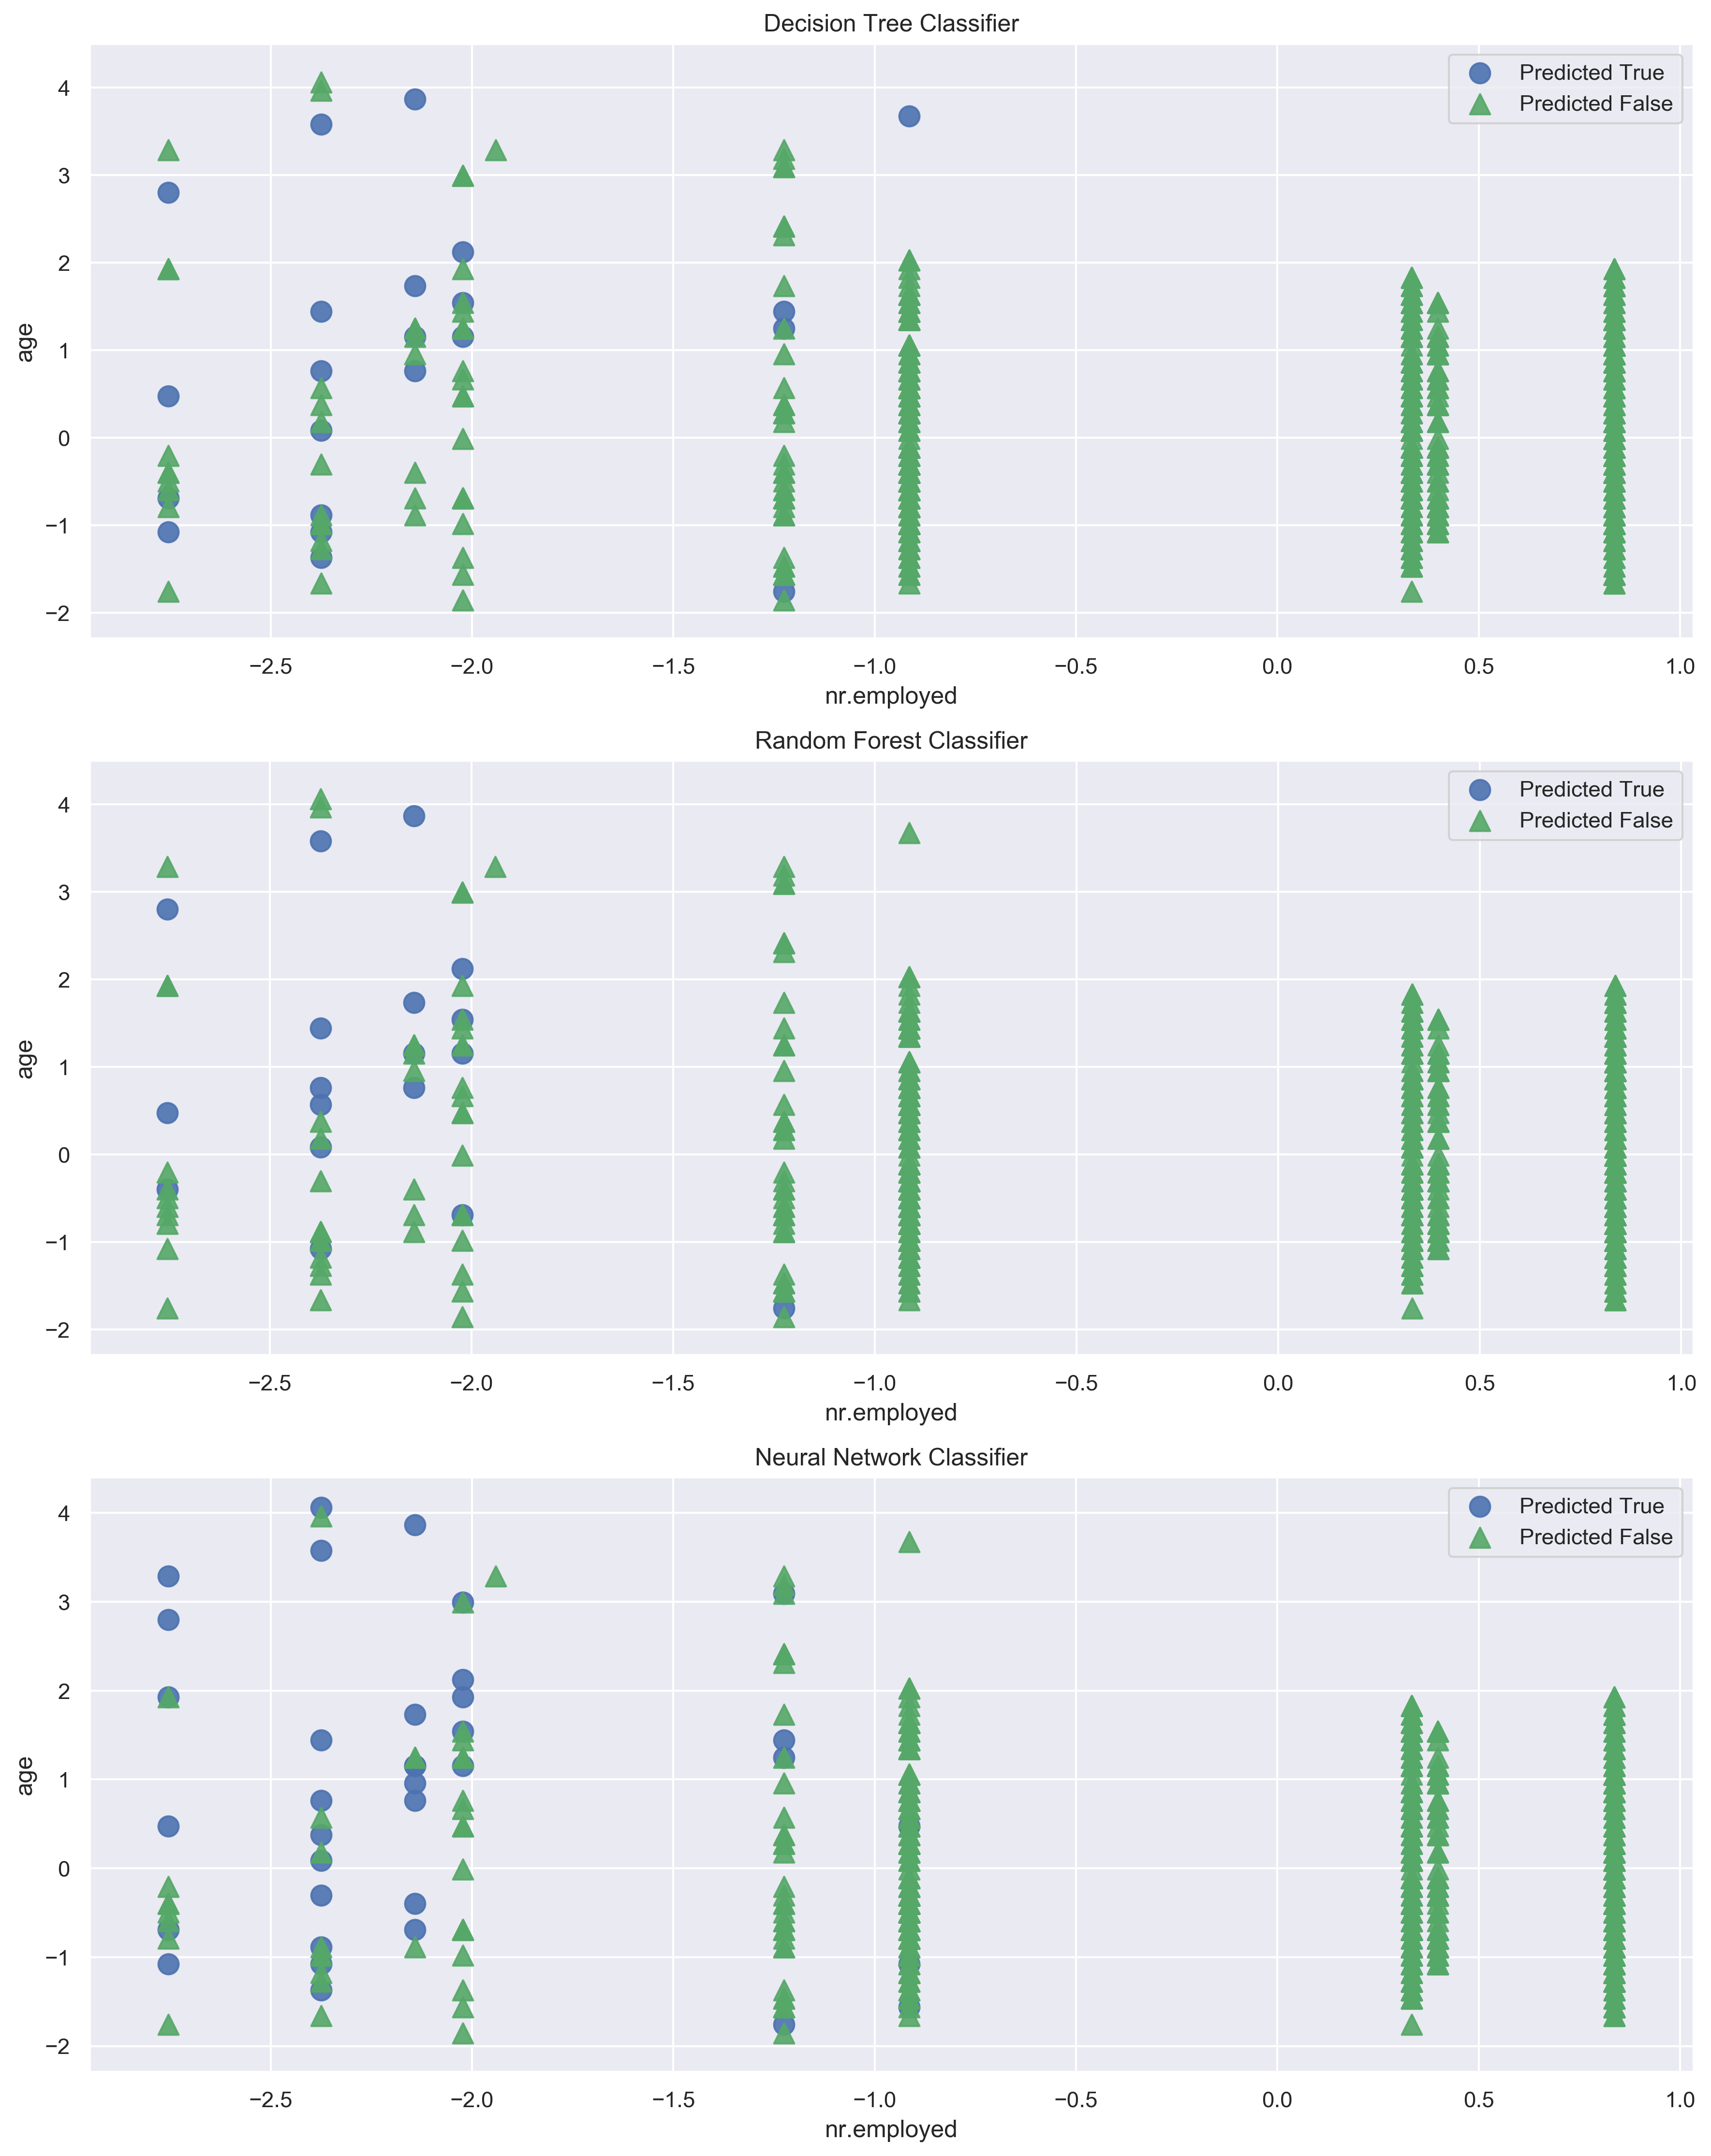 Decision Tree Classifier
Predicted True
Predicted False
4
3
2
1
0
−1
−2
age
−2.5 −2.0 −1.5 −1.0 −0.5 0.0 0.5 1.0
nr.employed
Random Forest Classifier
Predicted True
Predicted False
4
3
2
1
0
−1
−2
age
−2.5 −2.0 −1.5 −1.0 −0.5 0.0 0.5 1.0
nr.employed
Neural Network Classifier
Predicted True
Predicted False
4
3
2
1
0
−1
−2
age
−2.5 −2.0 −1.5 −1.0 −0.5 0.0 0.5 1.0
nr.employed